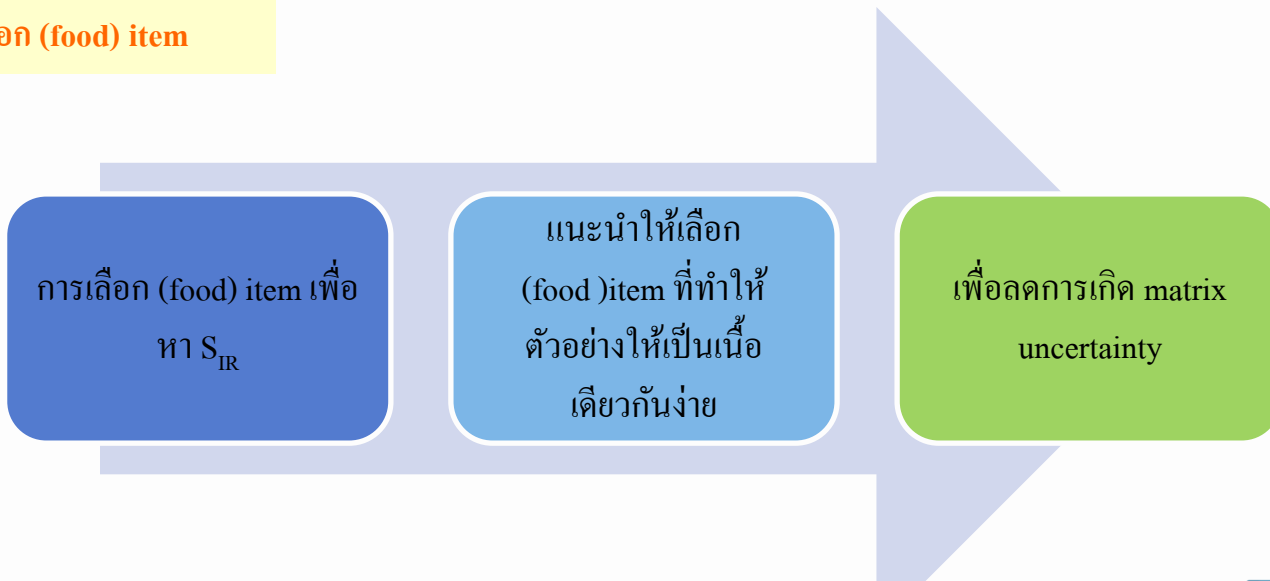 (food) item
การเลือก (food) item เพื่อ
หา S_IR
แนะนำให้เลือก
(food )item ที่ทำให้
ตัวอย่างให้เป็นเนื้อ
เดียวกันง่าย
เพื่อลดการเกิด matrix
uncertainty